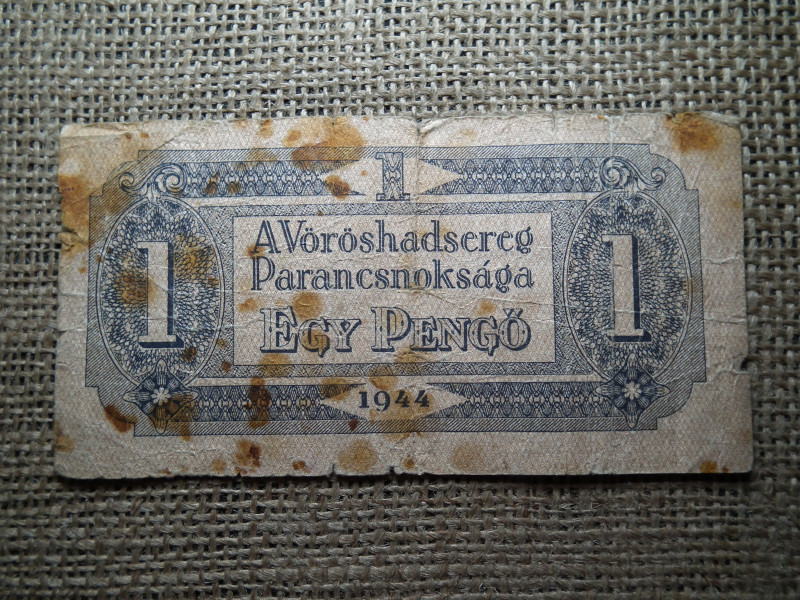 1
A Vöröshadsereg
Parancsnoksága
EGY PENGŐ
1
1
1944